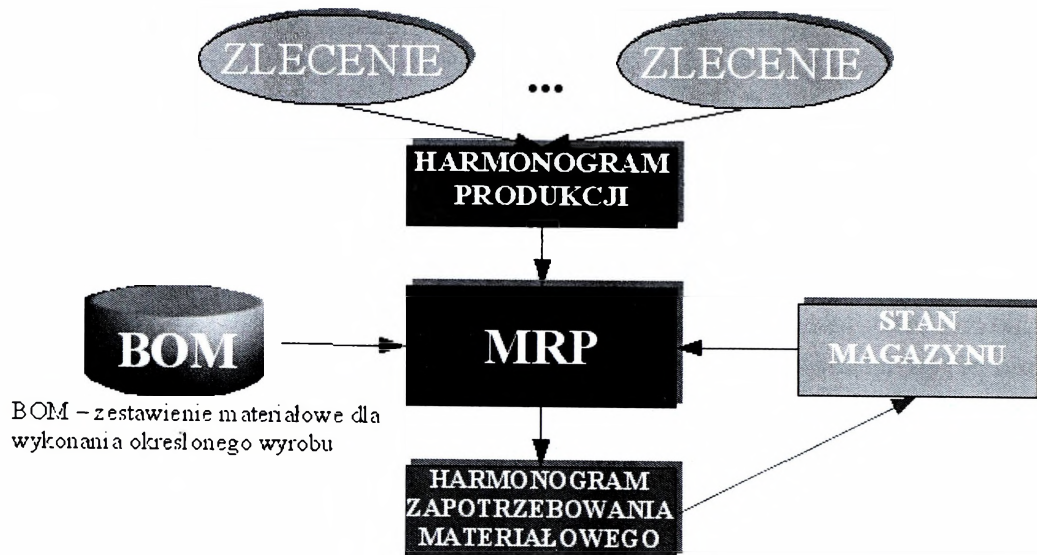 ZLECENIE
...
ZLECENIE
HARMONOGRAM
PRODUKCJI
BOM
MRP
STAN
MAGAZYNU
BOM – zestawienie materiałowe dla
wykonania określonego wyrobu
HARMONOGRAM
ZAPOTRZEBOWANIA
MATERIAŁOWEGO